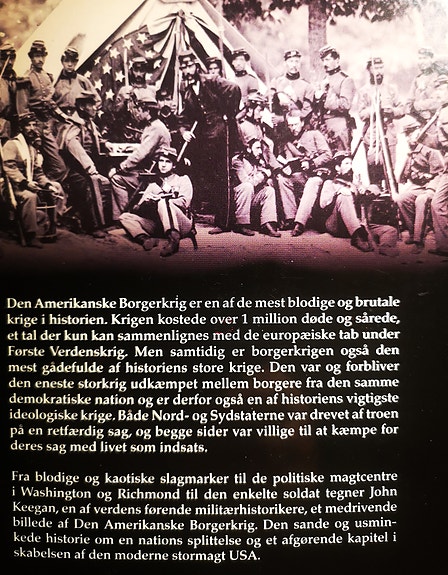 Den Amerikanske Borgerkrig er en af de mest blodige og brutale
krige i historien. Krigen kostede over 1 million døde og sårede,
et tal der kun kan sammenlignes med de europæiske tab under
Første Verdenskrig. Men samtidig er borgerkrigen også den
mest gådefulde af historiens store krige. Den var og forbliver
den eneste storkrig udkæmpet mellem borgere fra den samme
demokratiske nation og er derfor også en af historiens vigtigste
ideologiske krige. Både Nord- og Sydstaterne var drevet af troen
på en retfærdig sag, og begge sider var villige til at kæmpe for
deres sag med livet som indsats.
Fra blodige og kaotiske slagmarker til de politiske magtcentre
i Washington og Richmond til den enkelte soldat tegner John
Keegan, en af verdens førende militærhistorikere, et medrivende
billede af Den Amerikanske Borgerkrig. Den sande og usmin-
kede historie om en nations splittelse og et afgørende kapitel i
skabelsen af den moderne stormagt USA.